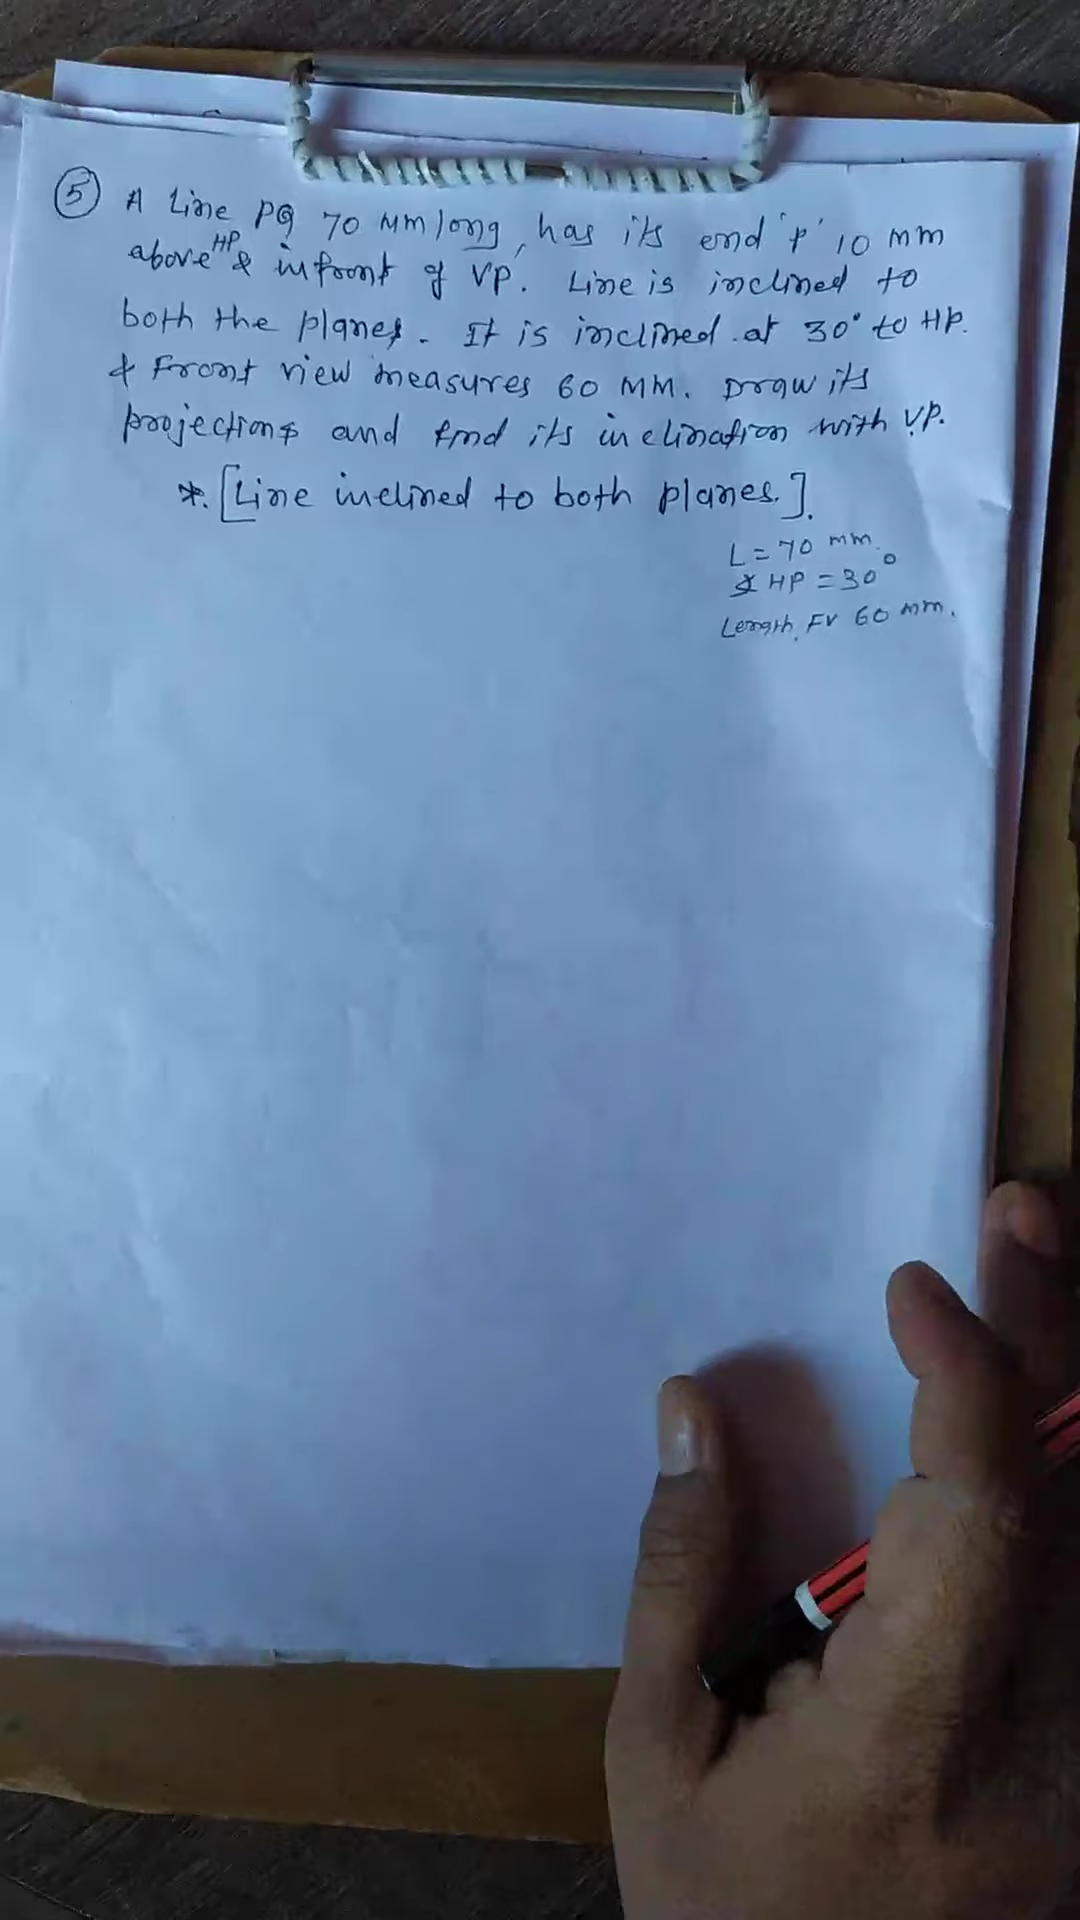 5 A Line PQ 70 MM long, has its end 'P' 10 MM
above HP & infront of VP. Line is inclined to
both the planes. It is inclined at 30° to HP.
& Front view measures 60 MM. Draw its
projections and find its inclination with VP.
*. [Line inclined to both planes.].
L = 70 mm.
∡ HP = 30°
Length FV 60 mm.